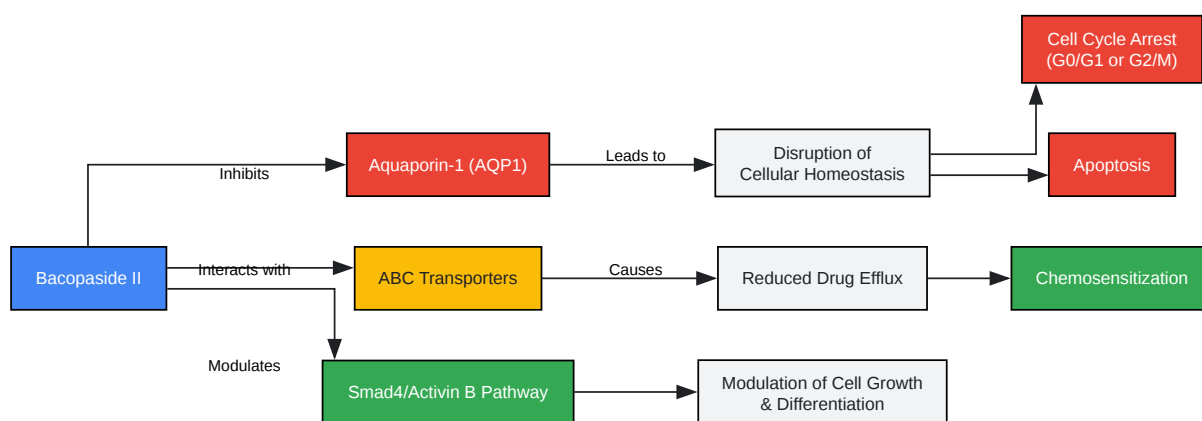 Cell Cycle Arrest
(G0/G1 or G2/M)
Inhibits
Aquaporin-1 (AQP1)
Leads to
Disruption of
Cellular Homeostasis
Apoptosis
Bacopaside II
Interacts with
ABC Transporters
Causes
Reduced Drug Efflux
Chemosensitization
Modulates
Smad4/Activin B Pathway
Modulation of Cell Growth
& Differentiation